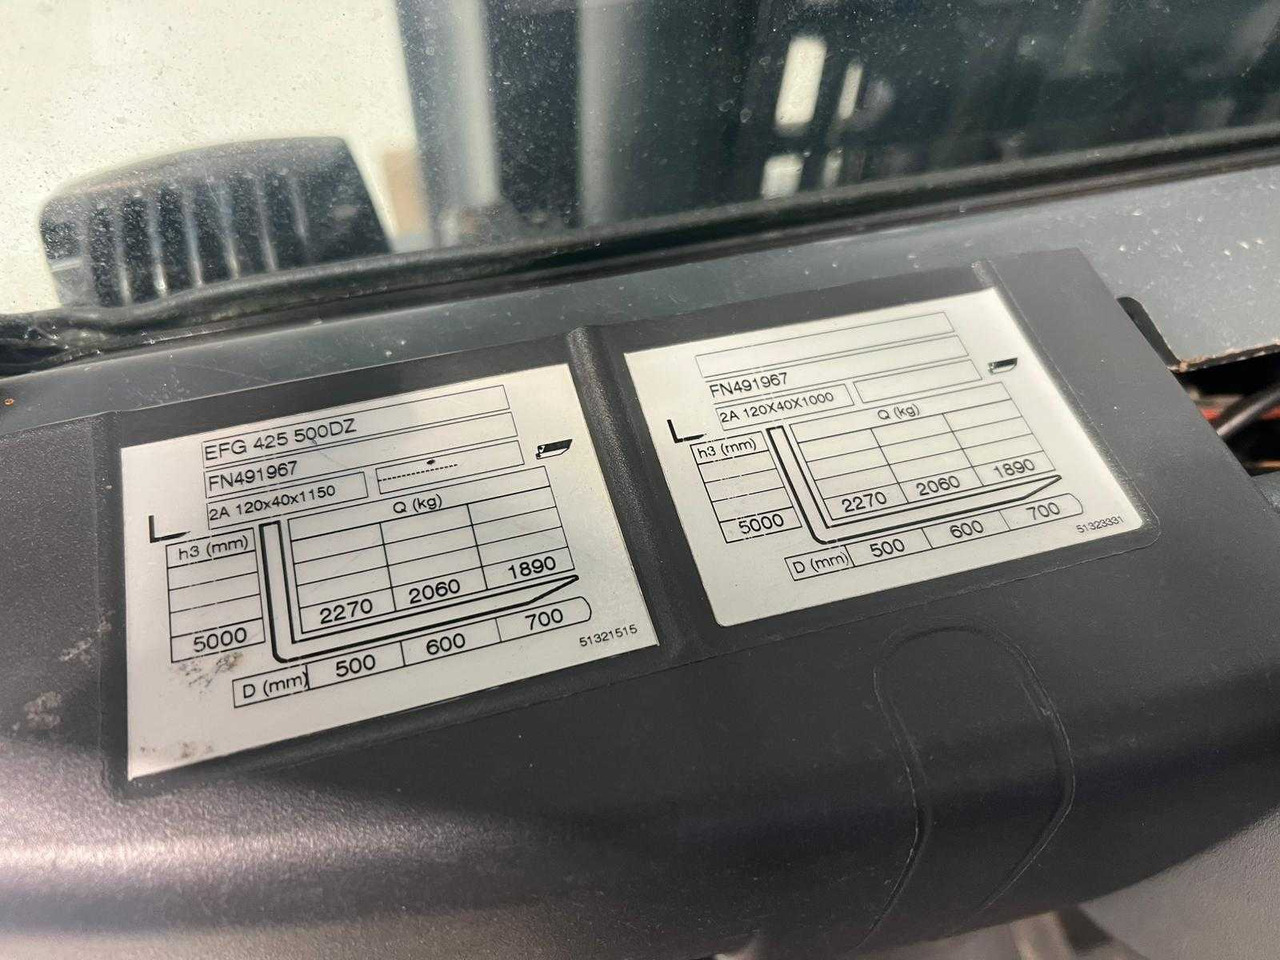 EFG 425 500DZ
FN491967
2A 120x40x1150
h3 (mm)
Q (kg)
5000
2270
2060
1890
D (mm)
500
600
700
51321515
FN491967
2A 120X40X1000
h3 (mm)
Q (kg)
5000
2270
2060
1890
D (mm)
500
600
700
51323331